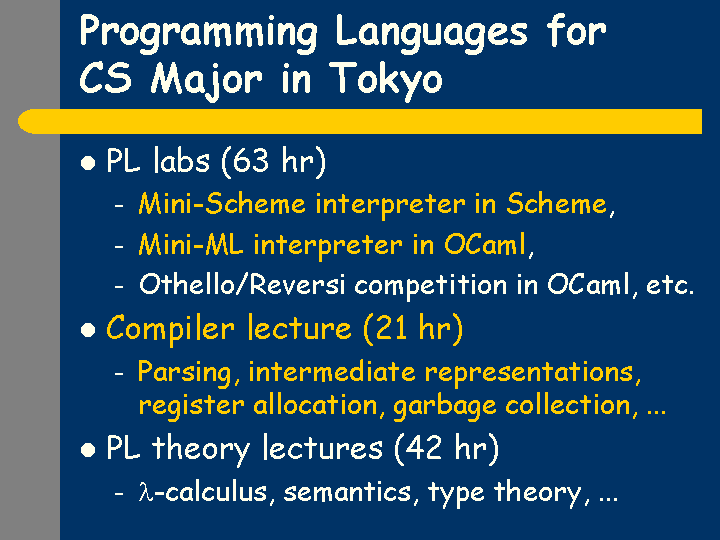 Programming Languages for
CS Major in Tokyo
● PL labs (63 hr)
– Mini-Scheme interpreter in Scheme,
– Mini-ML interpreter in OCaml,
– Othello/Reversi competition in OCaml, etc.
● Compiler lecture (21 hr)
– Parsing, intermediate representations,
register allocation, garbage collection, ...
● PL theory lectures (42 hr)
– λ-calculus, semantics, type theory, ...